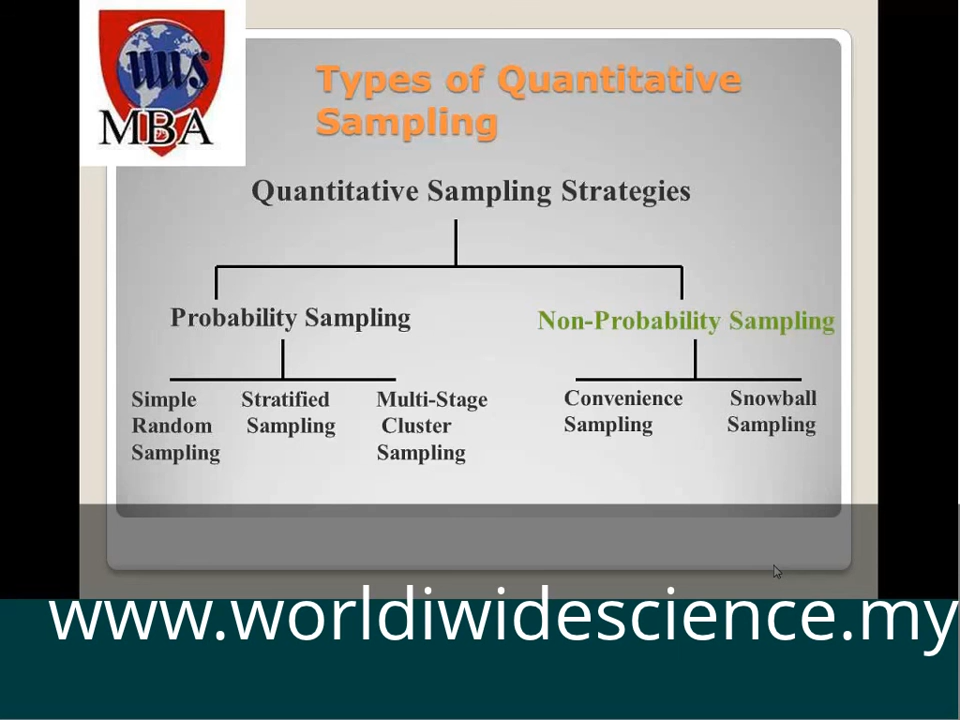 wws
MBA
Types of Quantitative
Sampling
Quantitative Sampling Strategies
Probability Sampling
Non-Probability Sampling
Simple
Random
Sampling
Stratified
Sampling
Multi-Stage
Cluster
Sampling
Convenience
Sampling
Snowball
Sampling
www.worldiwidescience.my